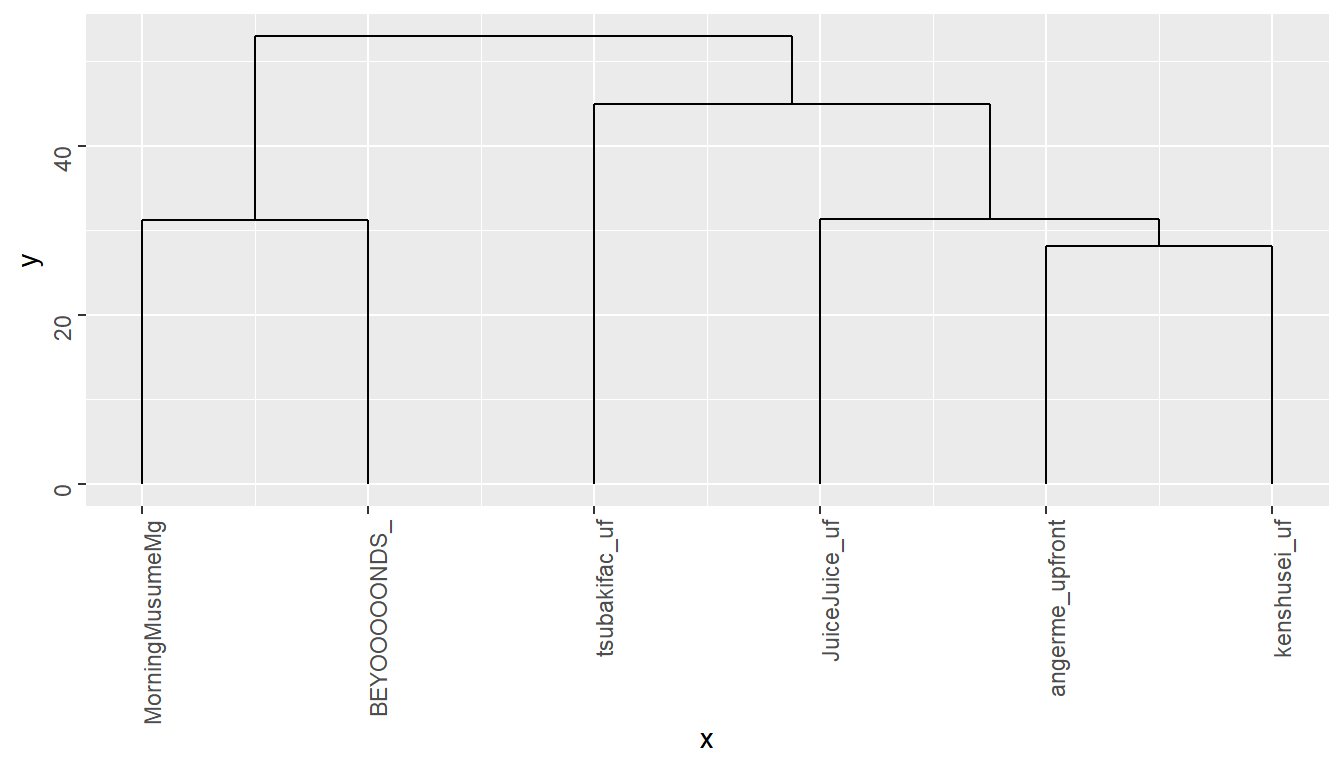 y
40
20
0
MorningMusumeMg
BEYOOOOONDS_
tsubakifac_uf
JuiceJuice_uf
angerme_upfront
kenshusei_uf
x